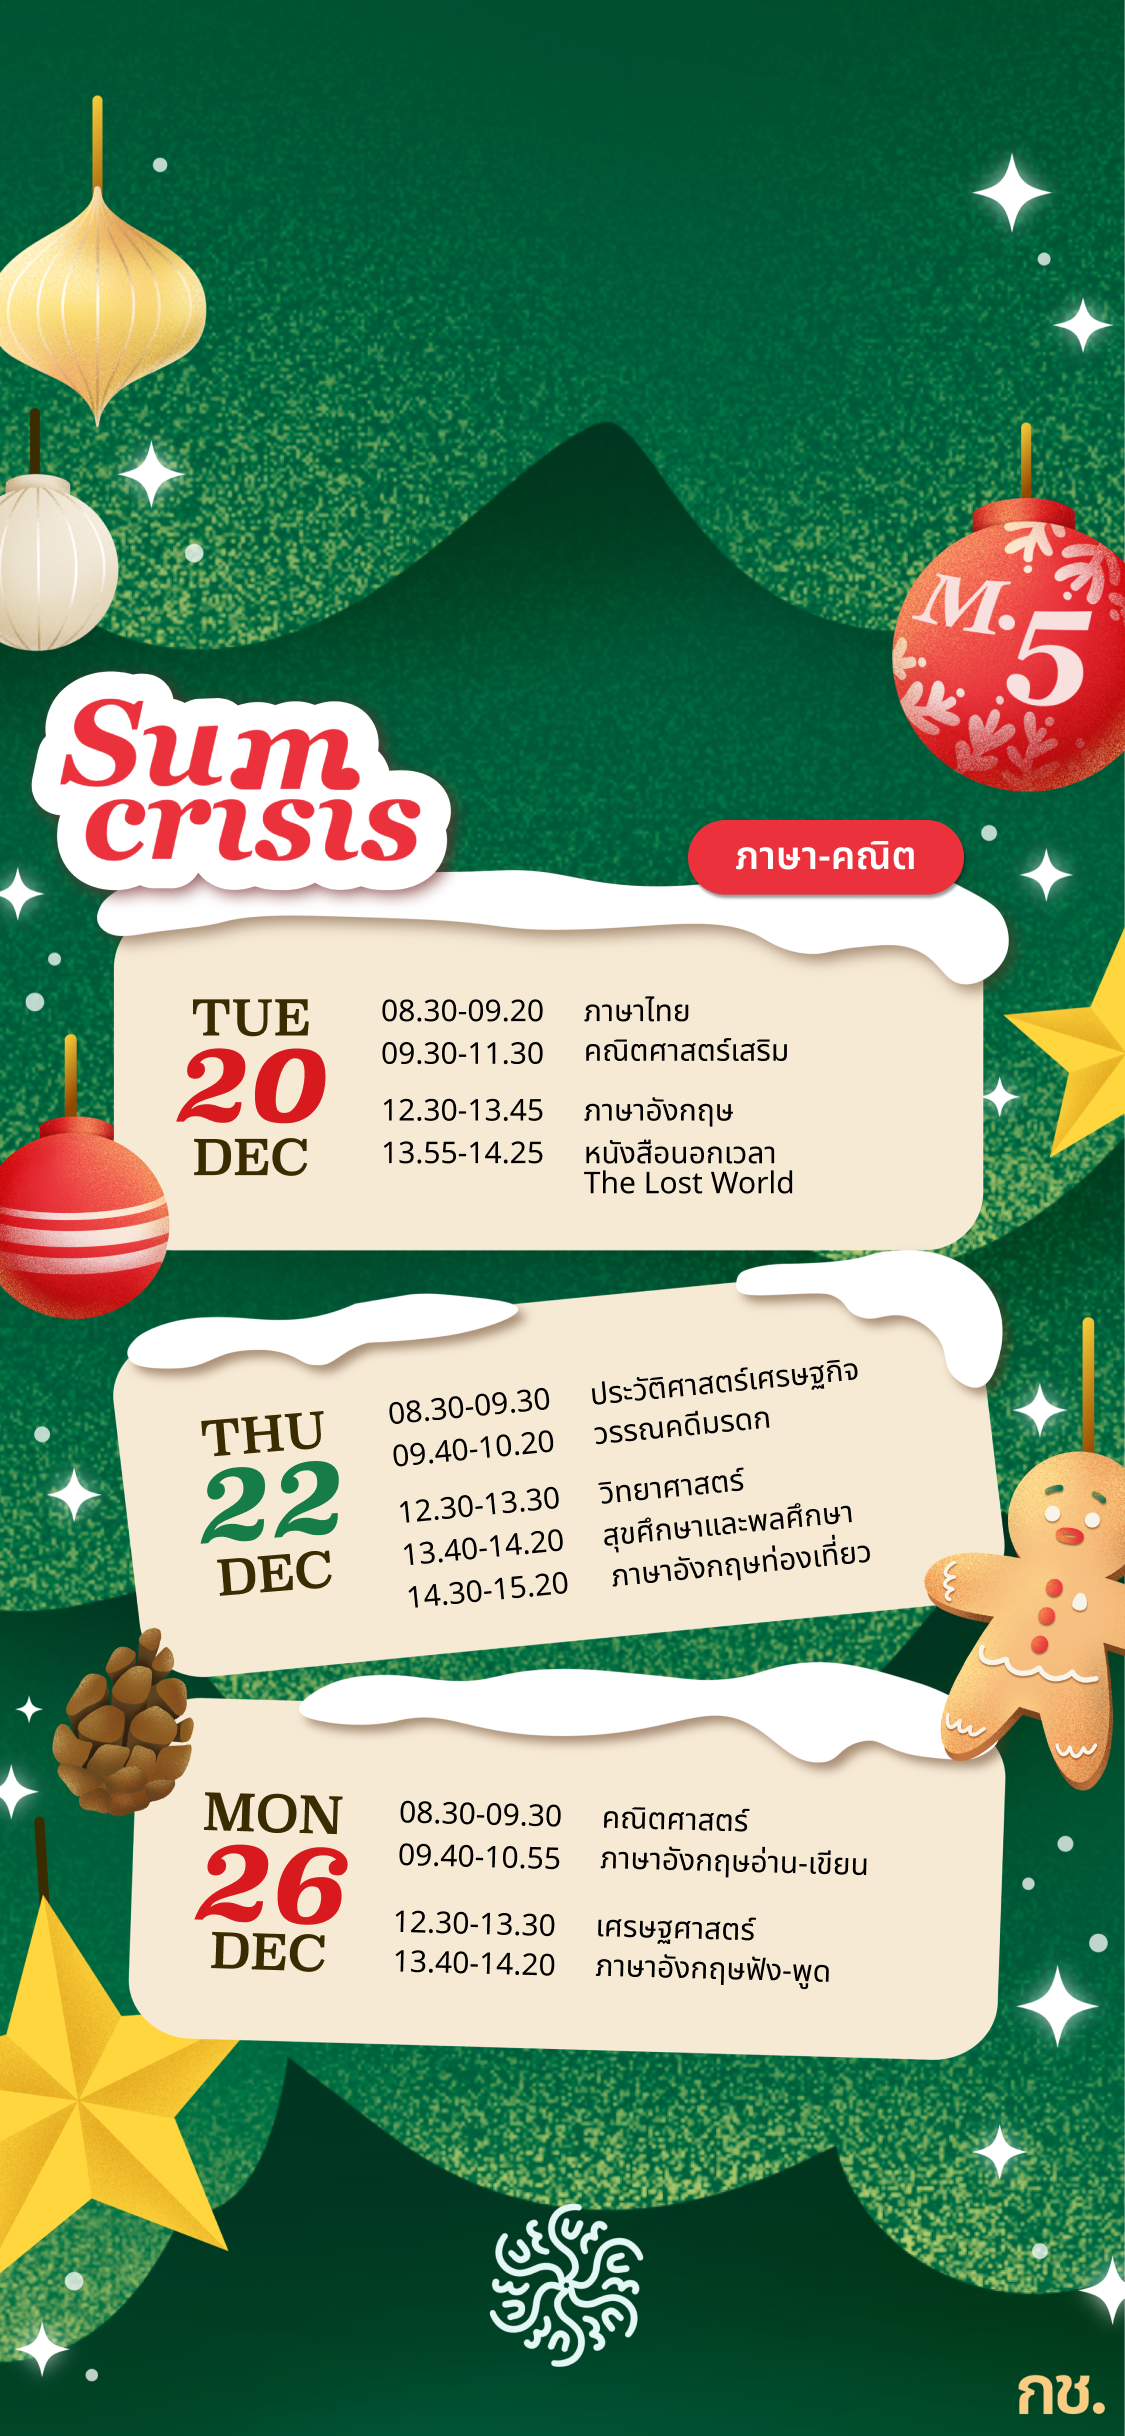 M.5
Sum
crisis
ภาษา-คณิต
TUE
20
DEC
08.30-09.20 ภาษาไทย
09.30-11.30 คณิตศาสตร์เสริม
12.30-13.45 ภาษาอังกฤษ
13.55-14.25 หนังสือนอกเวลา
The Lost World
THU
22
DEC
08.30-09.30 ประวัติศาสตร์เศรษฐกิจ
09.40-10.20 วรรณคดีมรดก
12.30-13.30 วิทยาศาสตร์
13.40-14.20 สุขศึกษาและพลศึกษา
14.30-15.20 ภาษาอังกฤษท่องเที่ยว
MON
26
DEC
08.30-09.30 คณิตศาสตร์
09.40-10.55 ภาษาอังกฤษอ่าน-เขียน
12.30-13.30 เศรษฐศาสตร์
13.40-14.20 ภาษาอังกฤษฟัง-พูด
กช.